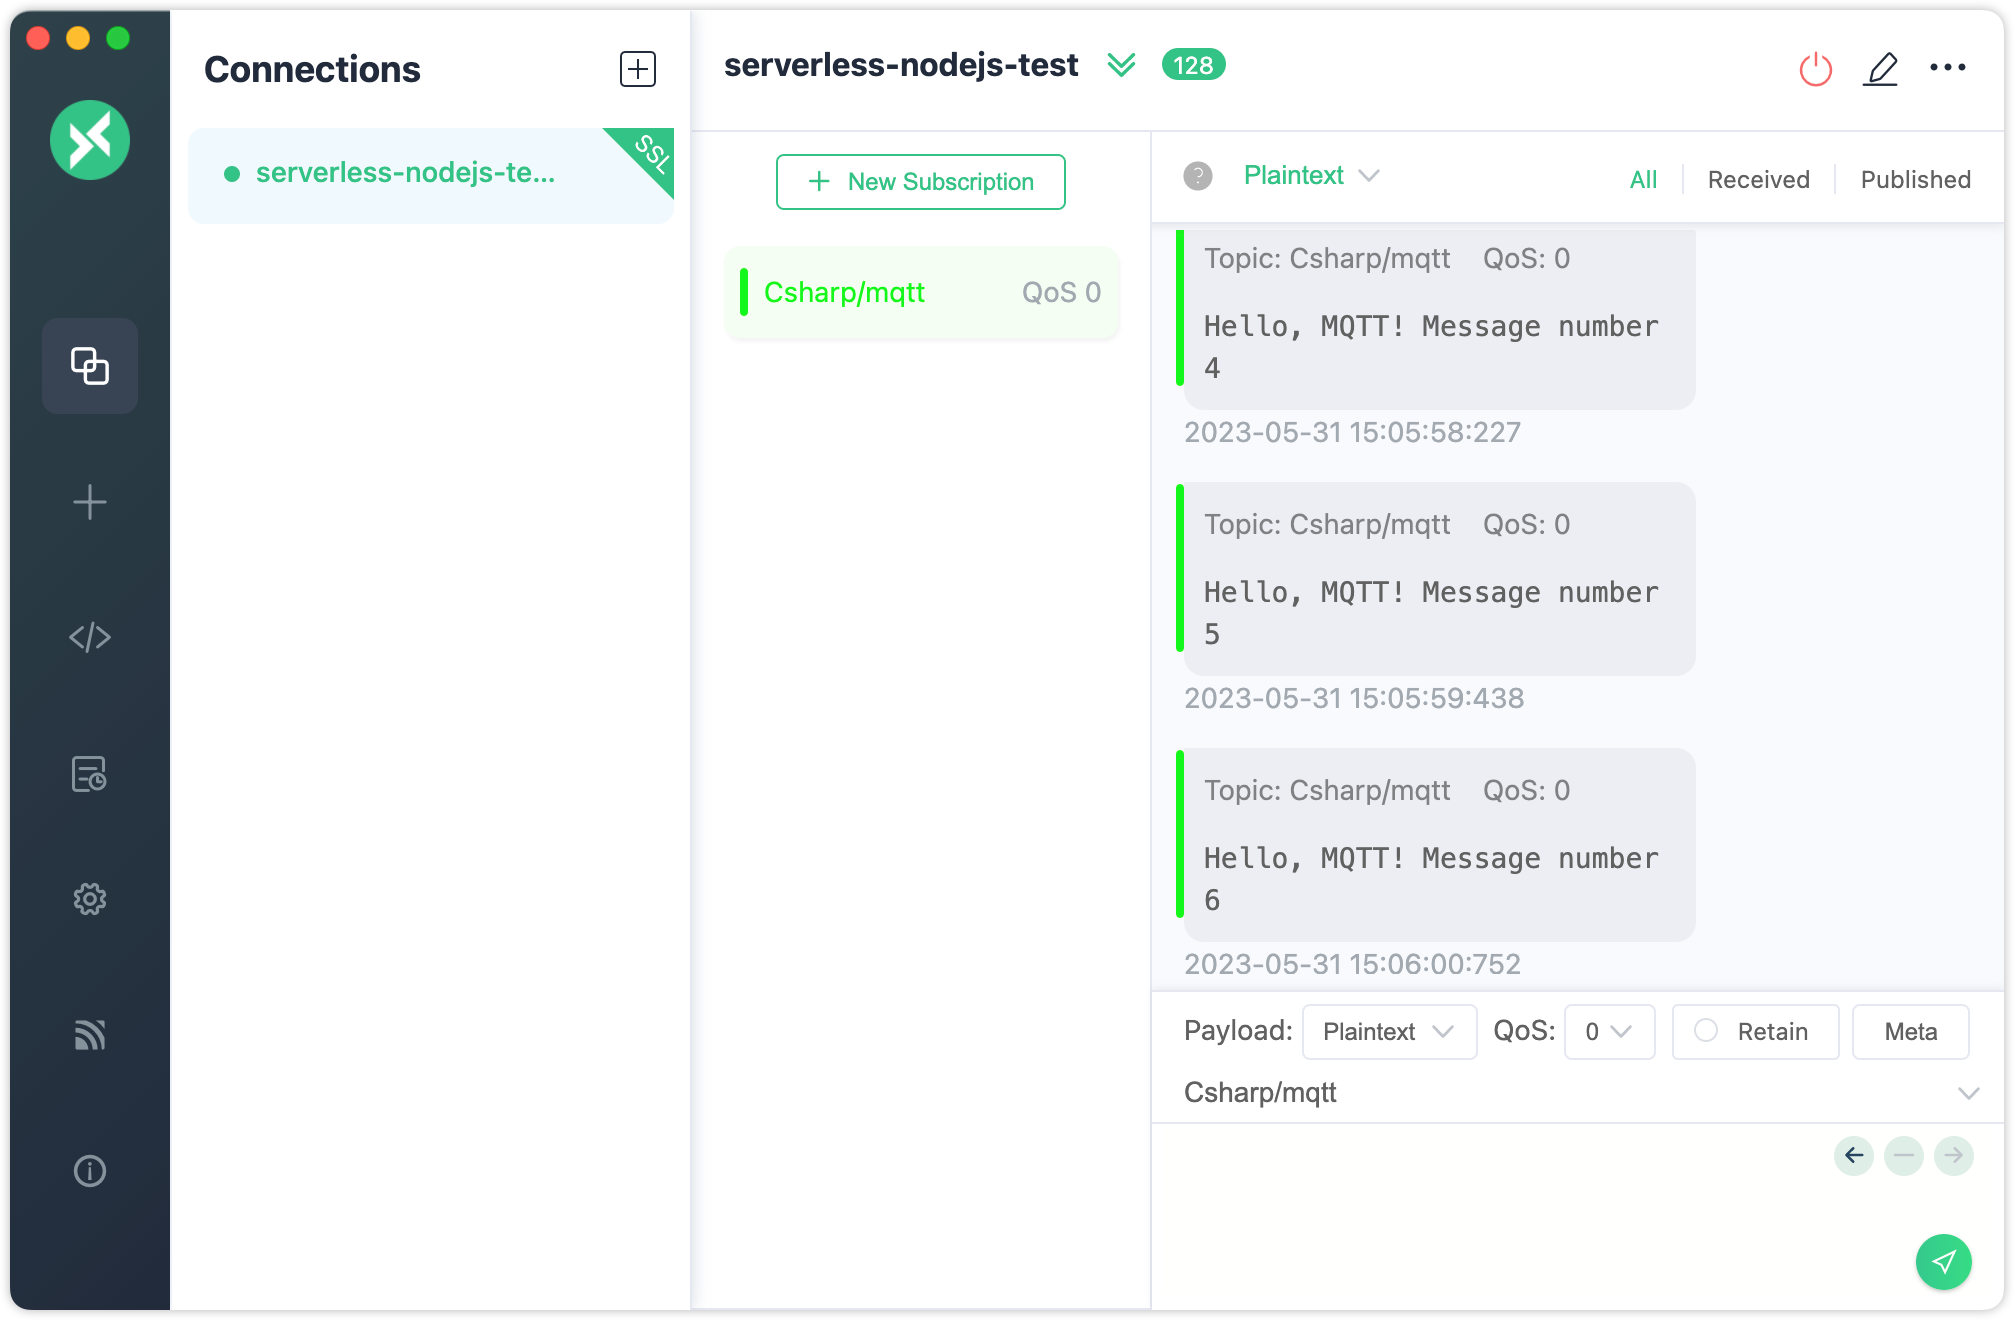 Connections
serverless-nodejs-te...
SSL
serverless-nodejs-test
128
New Subscription
Csharp/mqtt QoS 0
? Plaintext
All Received Published
Topic: Csharp/mqtt QoS: 0
Hello, MQTT! Message number
4
2023-05-31 15:05:58:227
Topic: Csharp/mqtt QoS: 0
Hello, MQTT! Message number
5
2023-05-31 15:05:59:438
Topic: Csharp/mqtt QoS: 0
Hello, MQTT! Message number
6
2023-05-31 15:06:00:752
Payload: Plaintext QoS: 0 Retain Meta
Csharp/mqtt